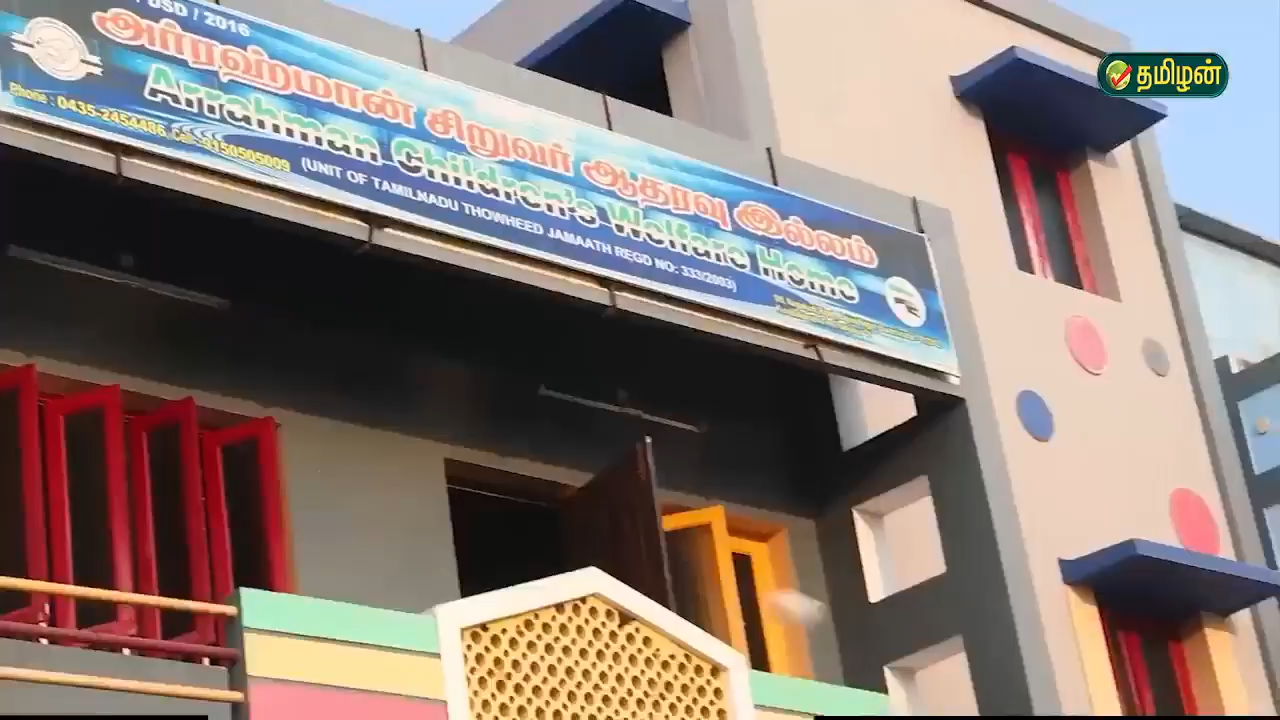 USD / 2016
அர்ரஹ்மான் சிறுவர் ஆதரவு இல்லம்
Arrahman Children's Welfare Home
Phone : 0435-2454486 Cell : 9150505009
(UNIT OF TAMILNADU THOWHEED JAMAATH REGD NO: 333/2003)
தமிழன்